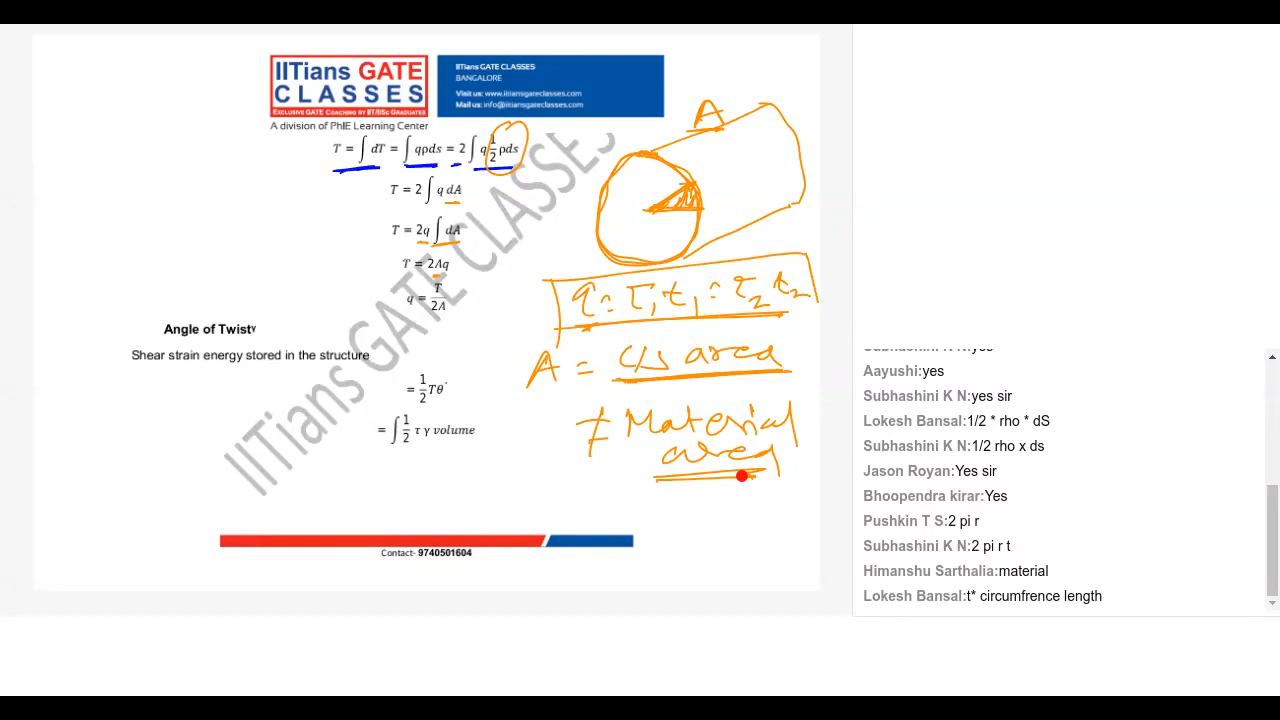 IITians GATE
CLASSES
EXCLUSIVE GATE COACHING BY IIT/IISc GRADUATES
A division of PhIE Learning Center
IITians GATE CLASSES
BANGALORE
Visit us: www.iitiansgateclasses.com
Mail us: info@iitiansgateclasses.com
T = ∫ dT = ∫ qρds = 2 ∫ q 1/2 ρds
T = 2 ∫ q dA
T = 2q ∫ dA
T = 2Aq
q = T/2A
Angle of Twist
Shear strain energy stored in the structure
= 1/2 Tθ
= ∫ 1/2 τ γ volume
IITians GATE CLASSES
Contact- 9740501604
A
q = τ₁t₁ = τ₂t₂
A = c/s area
≠ Material
area
Aayushi:yes
Subhashini K N:yes sir
Lokesh Bansal:1/2 * rho * dS
Subhashini K N:1/2 rho x ds
Jason Royan:Yes sir
Bhoopendra kirar:Yes
Pushkin T S:2 pi r
Subhashini K N:2 pi r t
Himanshu Sarthalia:material
Lokesh Bansal:t* circumfrence length